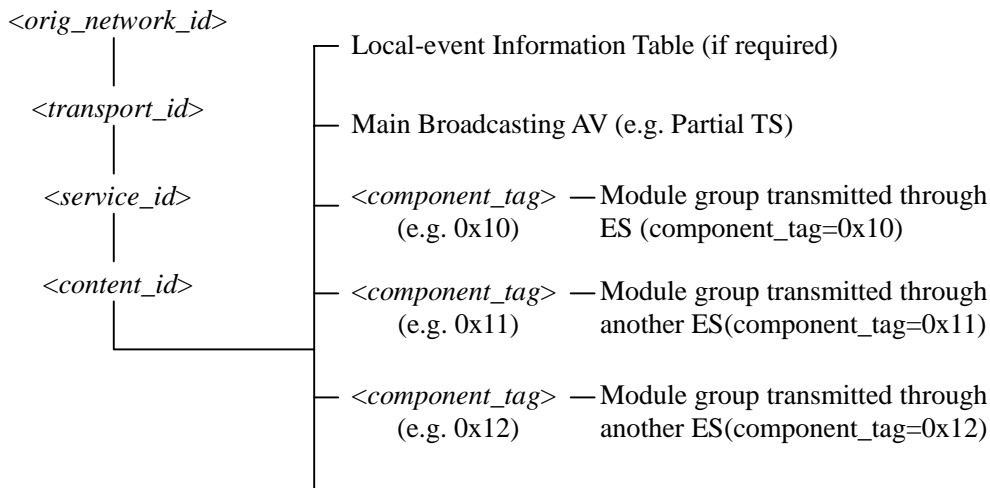 <orig_network_id>
<transport_id>
<service_id>
<content_id>
Local-event Information Table (if required)
Main Broadcasting AV (e.g. Partial TS)
<component_tag>
(e.g. 0x10)
Module group transmitted through
ES (component_tag=0x10)
<component_tag>
(e.g. 0x11)
Module group transmitted through
another ES(component_tag=0x11)
<component_tag>
(e.g. 0x12)
Module group transmitted through
another ES(component_tag=0x12)